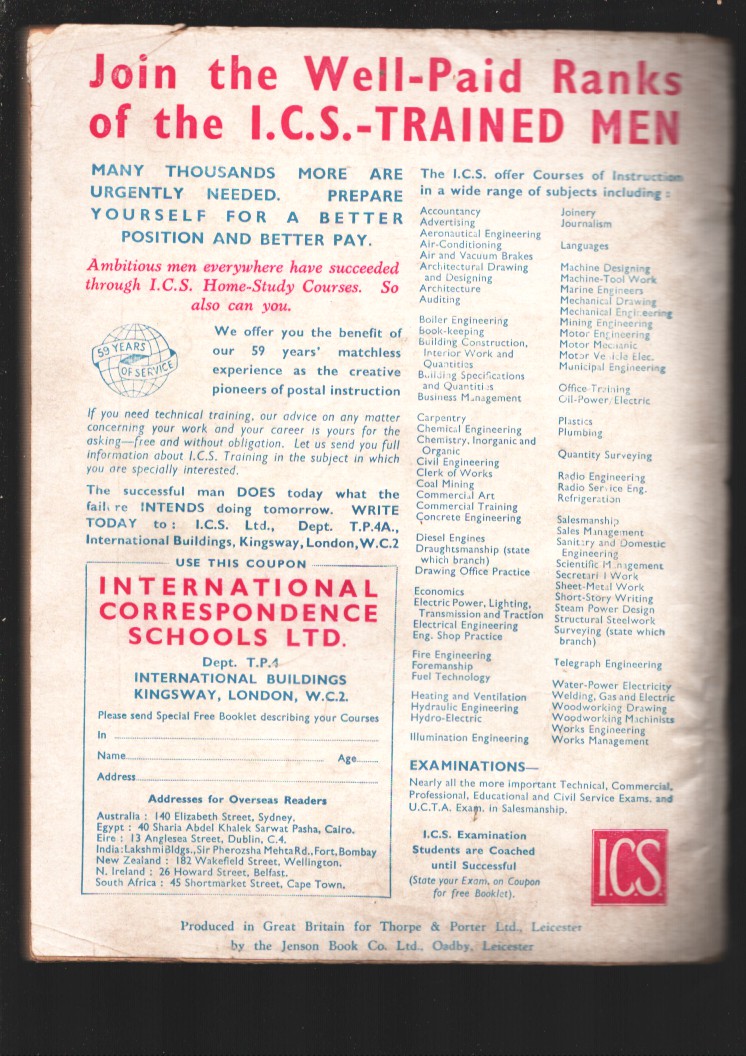 Join the Well-Paid Ranks
of the I.C.S.-TRAINED MEN
MANY THOUSANDS MORE ARE
URGENTLY NEEDED. PREPARE
YOURSELF FOR A BETTER
POSITION AND BETTER PAY.
Ambitious men everywhere have succeeded
through I.C.S. Home-Study Courses. So
also can you.
59 YEARS
OF SERVICE
We offer you the benefit of
our 59 years' matchless
experience as the creative
pioneers of postal instruction
If you need technical training, our advice on any matter
concerning your work and your career is yours for the
asking—free and without obligation. Let us send you full
information about I.C.S. Training in the subject in which
you are specially interested.
The successful man DOES today what the
failure INTENDS doing tomorrow. WRITE
TODAY to: I.C.S. Ltd., Dept. T.P.4A.,
International Buildings, Kingsway, London, W.C.2
USE THIS COUPON
INTERNATIONAL
CORRESPONDENCE
SCHOOLS LTD.
Dept. T.P.4
INTERNATIONAL BUILDINGS
KINGSWAY, LONDON, W.C.2.
Please send Special Free Booklet describing your Courses
In
Name Age
Address
Addresses for Overseas Readers
Australia : 140 Elizabeth Street, Sydney.
Egypt : 40 Sharia Abdel Khalek Sarwat Pasha, Cairo.
Eire : 13 Anglesea Street, Dublin, C.4.
India: Lakshmi Bldgs., Sir Pherozsha Mehta Rd., Fort, Bombay
New Zealand : 182 Wakefield Street, Wellington.
N. Ireland : 26 Howard Street, Belfast.
South Africa : 45 Shortmarket Street, Cape Town.
The I.C.S. offer Courses of Instruction
in a wide range of subjects including :
Accountancy
Advertising
Aeronautical Engineering
Air-Conditioning
Air and Vacuum Brakes
Architectural Drawing
and Designing
Architecture
Auditing
Boiler Engineering
book-keeping
Building Construction,
Interior Work and
Quantities
Building Specifications
and Quantities
Business Management
Carpentry
Chemical Engineering
Chemistry, Inorganic and
Organic
Civil Engineering
Clerk of Works
Coal Mining
Commercial Art
Commercial Training
Concrete Engineering
Diesel Engines
Draughtsmanship (state
which branch)
Drawing Office Practice
Economics
Electric Power, Lighting,
Transmission and Traction
Electrical Engineering
Eng. Shop Practice
Fire Engineering
Foremanship
Fuel Technology
Heating and Ventilation
Hydraulic Engineering
Hydro-Electric
Illumination Engineering
Joinery
Journalism
Languages
Machine Designing
Machine-Tool Work
Marine Engineers
Mechanical Drawing
Mechanical Engineering
Mining Engineering
Motor Engineering
Motor Mechanic
Motor Vehicle Elec.
Municipal Engineering
Office Training
Oil-Power, Electric
Plastics
Plumbing
Quantity Surveying
Radio Engineering
Radio Service Eng.
Refrigeration
Salesmanship
Sales Management
Sanitary and Domestic
Engineering
Scientific Management
Secretarial Work
Sheet-Metal Work
Short-Story Writing
Steam Power Design
Structural Steelwork
Surveying (state which
branch)
Telegraph Engineering
Water-Power Electricity
Welding, Gas and Electric
Woodworking Drawing
Woodworking Machinists
Works Engineering
Works Management
EXAMINATIONS—
Nearly all the more important Technical, Commercial,
Professional, Educational and Civil Service Exams. and
U.C.T.A. Exam. in Salesmanship.
I.C.S. Examination
Students are Coached
until Successful
(State your Exam. on Coupon
for free Booklet).
I.C.S.
Produced in Great Britain for Thorpe & Porter Ltd., Leicester
by the Jenson Book Co. Ltd., Oadby, Leicester